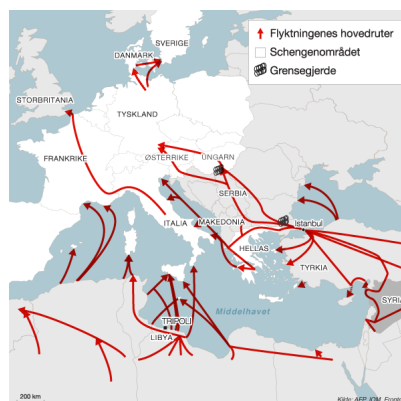 SVERIGE
DANMARK
Flyktningenes hovedruter
Schengenområdet
Grensegjerde
STORBRITANIA
TYSKLAND
FRANKRIKE
ØSTERRIKE
UNGARN
SERBIA
ITALIA
MAKEDONIA
Istanbul
HELLAS
TYRKIA
SYRIA
Middelhavet
TRIPOLI
LIBYA
200 km
Kilde: AFP, IOM, Fronte